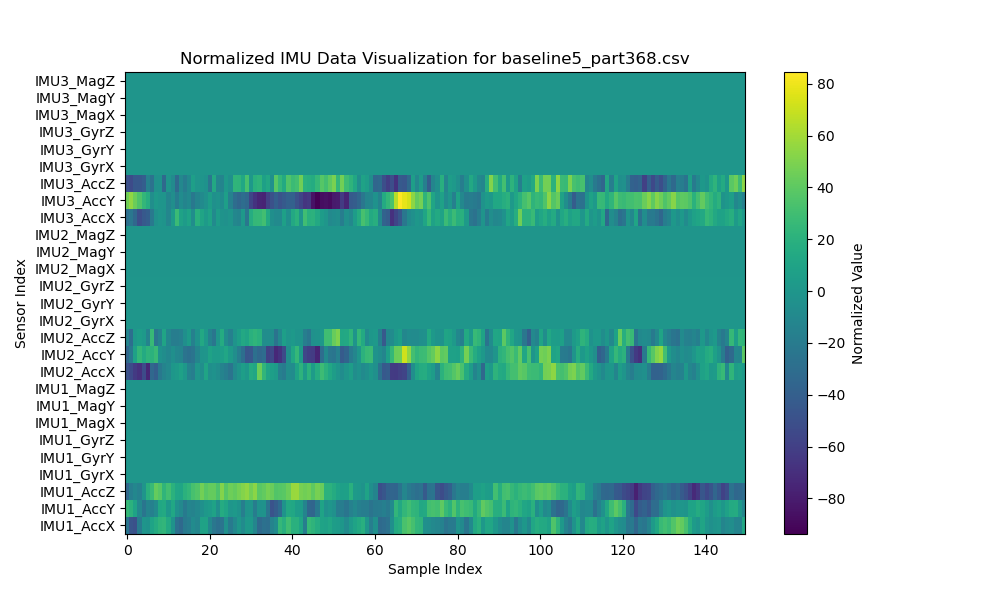 Normalized IMU Data Visualization for baseline5_part368.csv
IMU3_MagZ
IMU3_MagY
IMU3_MagX
IMU3_GyrZ
IMU3_GyrY
IMU3_GyrX
IMU3_AccZ
IMU3_AccY
IMU3_AccX
IMU2_MagZ
IMU2_MagY
IMU2_MagX
IMU2_GyrZ
IMU2_GyrY
IMU2_GyrX
IMU2_AccZ
IMU2_AccY
IMU2_AccX
IMU1_MagZ
IMU1_MagY
IMU1_MagX
IMU1_GyrZ
IMU1_GyrY
IMU1_GyrX
IMU1_AccZ
IMU1_AccY
IMU1_AccX
Sensor Index
0 20 40 60 80 100 120 140
Sample Index
80
60
40
20
0
−20
−40
−60
−80
Normalized Value